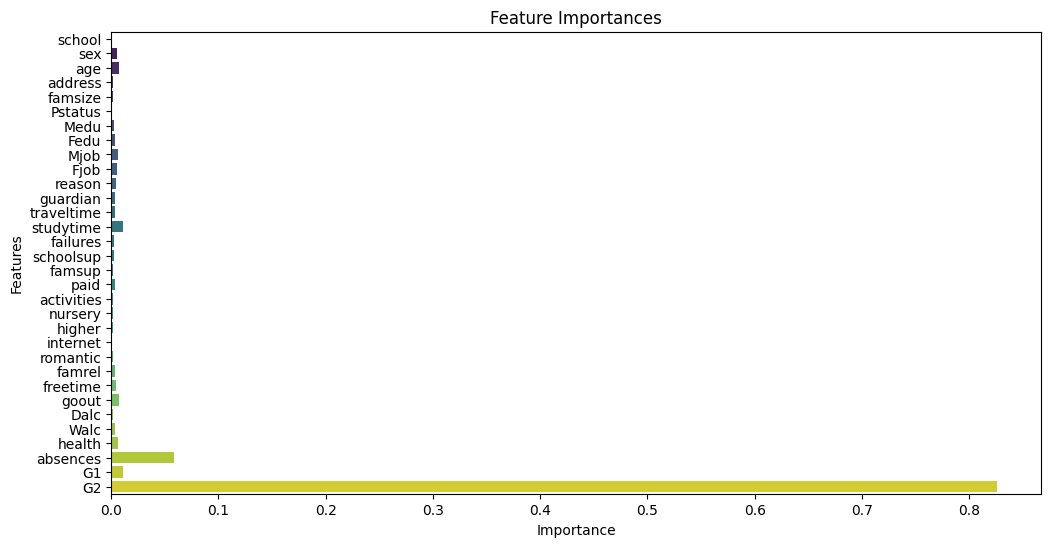 Feature Importances
Features
school
sex
age
address
famsize
Pstatus
Medu
Fedu
Mjob
Fjob
reason
guardian
traveltime
studytime
failures
schoolsup
famsup
paid
activities
nursery
higher
internet
romantic
famrel
freetime
goout
Dalc
Walc
health
absences
G1
G2
0.0 0.1 0.2 0.3 0.4 0.5 0.6 0.7 0.8
Importance